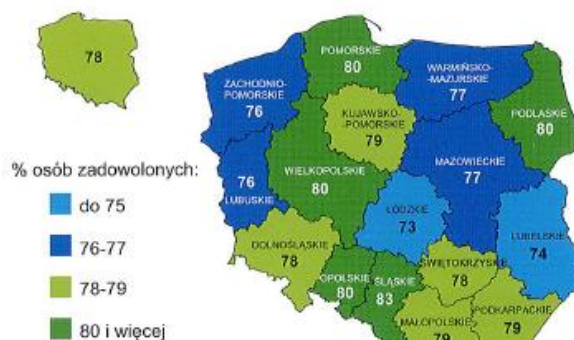 78
% osób zadowolonych:
do 75
76-77
78-79
80 i więcej
POMORSKIE
80
ZACHODNIO-
POMORSKIE
76
WARMIŃSKO-
-MAZURSKIE
77
PODLASKIE
80
KUJAWSKO-
-POMORSKIE
79
MAZOWIECKIE
77
WIELKOPOLSKIE
80
76
LUBUSKIE
ŁÓDZKIE
73
LUBELSKIE
74
DOLNOŚLĄSKIE
78
OPOLSKIE
80
ŚLĄSKIE
83
ŚWIĘTOKRZYSKIE
78
MAŁOPOLSKIE
79
PODKARPACKIE
79